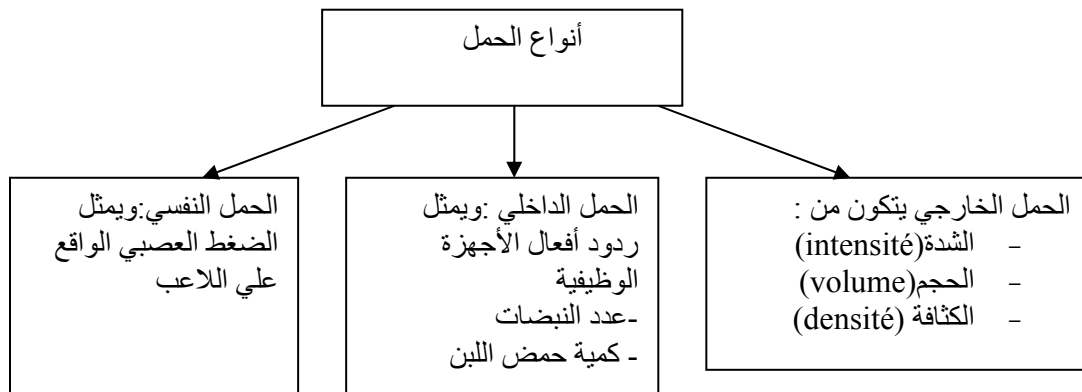 أنواع الحمل
الحمل الخارجي يتكون من :
- الشدة(intensité)
- الحجم(volume)
- الكثافة (densité)
الحمل الداخلي :ويمثل
ردود أفعال الأجهزة
الوظيفية
-عدد النبضات
- كمية حمض اللبن
الحمل النفسي:ويمثل
الضغط العصبي الواقع
علي اللاعب